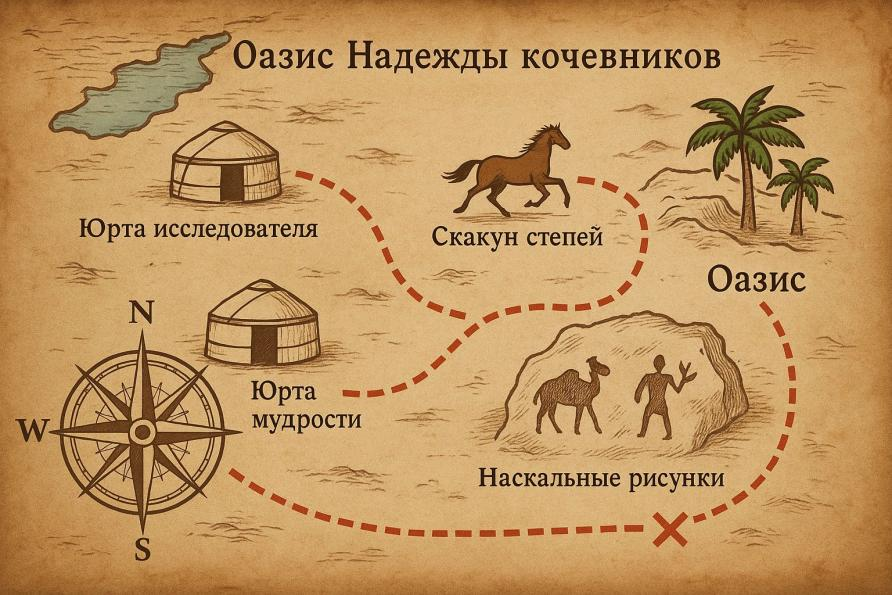 Оазис Надежды кочевников
Юрта исследователя
Скакун степей
Оазис
N
Юрта
мудрости
W
Наскальные рисунки
S